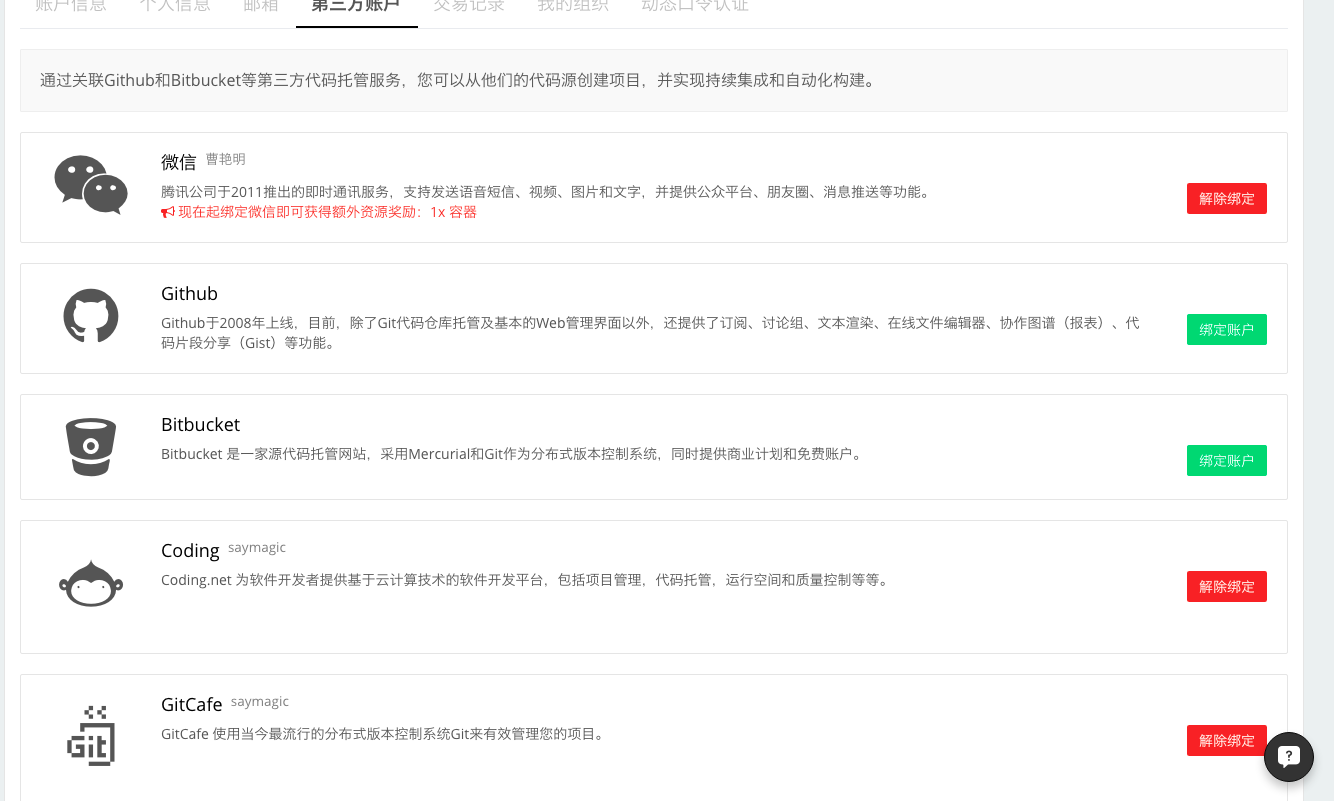 账户信息 个人信息 邮箱 第三方账户 交易记录 我的组织 动态口令认证
通过关联Github和Bitbucket等第三方代码托管服务，您可以从他们的代码源创建项目，并实现持续集成和自动化构建。
微信 曹艳明
腾讯公司于2011推出的即时通讯服务，支持发送语音短信、视频、图片和文字，并提供公众平台、朋友圈、消息推送等功能。
现在起绑定微信即可获得额外资源奖励：1x 容器
解除绑定
Github
Github于2008年上线，目前，除了Git代码仓库托管及基本的Web管理界面以外，还提供了订阅、讨论组、文本渲染、在线文件编辑器、协作图谱（报表）、代
码片段分享（Gist）等功能。
绑定账户
Bitbucket
Bitbucket 是一家源代码托管网站，采用Mercurial和Git作为分布式版本控制系统，同时提供商业计划和免费账户。
绑定账户
Coding saymagic
Coding.net 为软件开发者提供基于云计算技术的软件开发平台，包括项目管理，代码托管，运行空间和质量控制等等。
解除绑定
GitCafe saymagic
Git
GitCafe 使用当今最流行的分布式版本控制系统Git来有效管理您的项目。
解除绑定
?